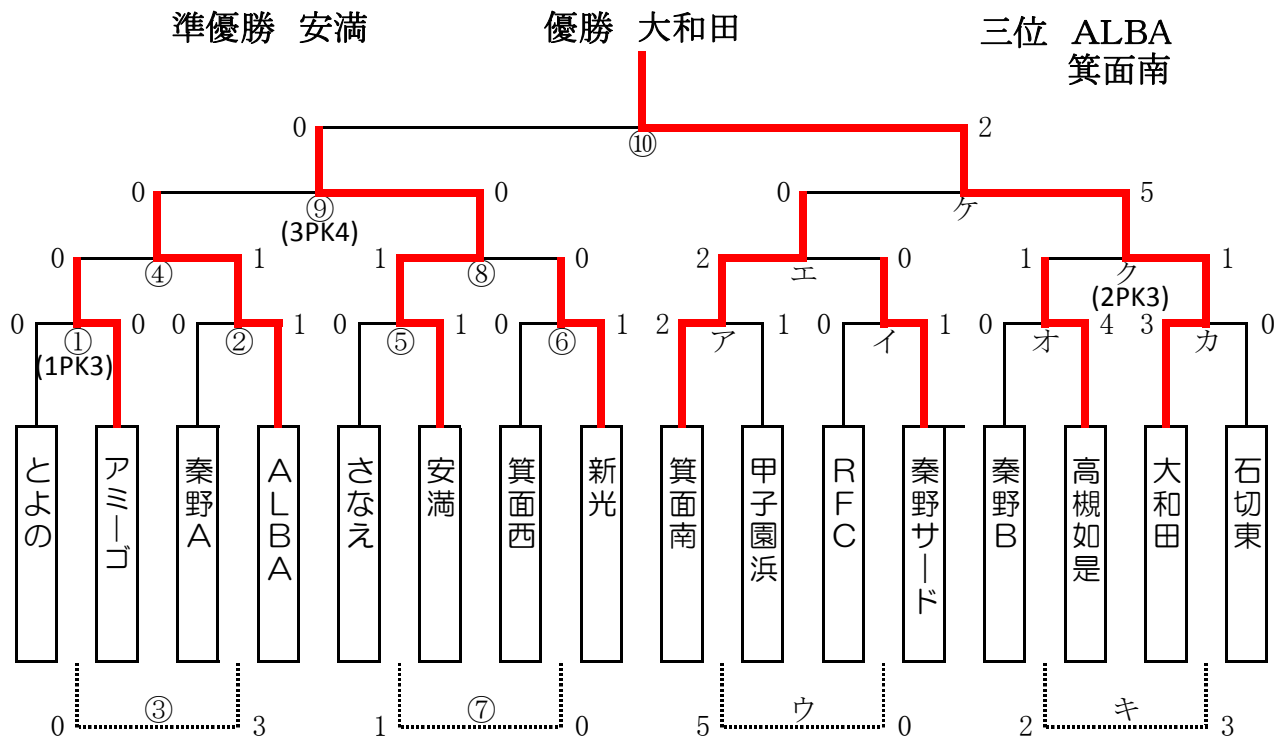 準優勝 安満 優勝 大和田 三位 ALBA
箕面南
0 ⑩ 2
0 ⑨ 0 0 ケ 5
(3PK4)
0 ④ 1 1 ⑧ 0 2 エ 0 1 ク 1
(2PK3)
0 ① 0 0 ② 1 0 ⑤ 1 0 ⑥ 1 2 ア 1 0 イ 1 0 オ 4 3 カ 0
(1PK3)
とよの
アミーゴ
秦野A
ALBA
さなえ
安満
箕面西
新光
箕面南
甲子園浜
RFC
秦野サード
秦野B
高槻如是
大和田
石切東
0 ③ 3 1 ⑦ 0 5 ウ 0 2 キ 3